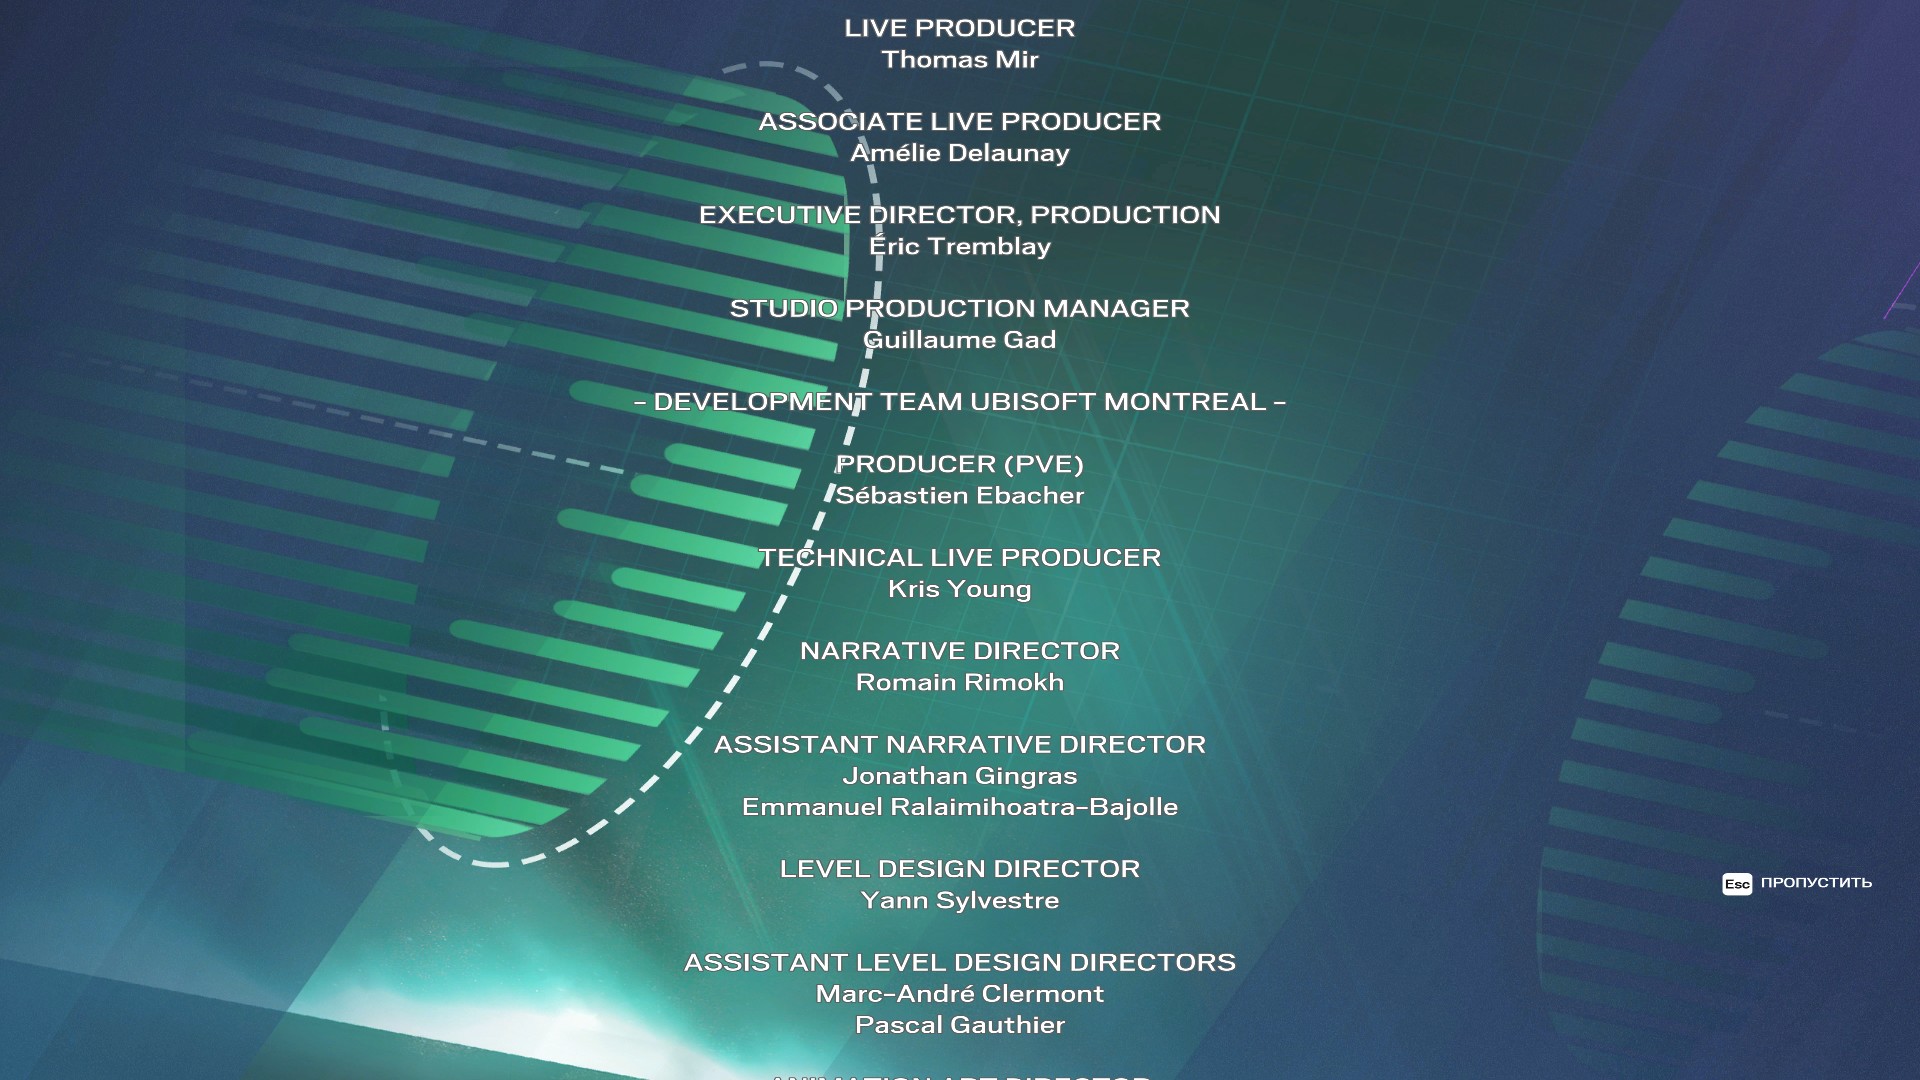 LIVE PRODUCER
Thomas Mir
ASSOCIATE LIVE PRODUCER
Amélie Delaunay
EXECUTIVE DIRECTOR, PRODUCTION
Éric Tremblay
STUDIO PRODUCTION MANAGER
Guillaume Gad
- DEVELOPMENT TEAM UBISOFT MONTREAL -
PRODUCER (PVE)
Sébastien Ebacher
TECHNICAL LIVE PRODUCER
Kris Young
NARRATIVE DIRECTOR
Romain Rimokh
ASSISTANT NARRATIVE DIRECTOR
Jonathan Gingras
Emmanuel Ralaimihoatra-Bajolle
LEVEL DESIGN DIRECTOR
Yann Sylvestre
Esc ПРОПУСТИТЬ
ASSISTANT LEVEL DESIGN DIRECTORS
Marc-André Clermont
Pascal Gauthier